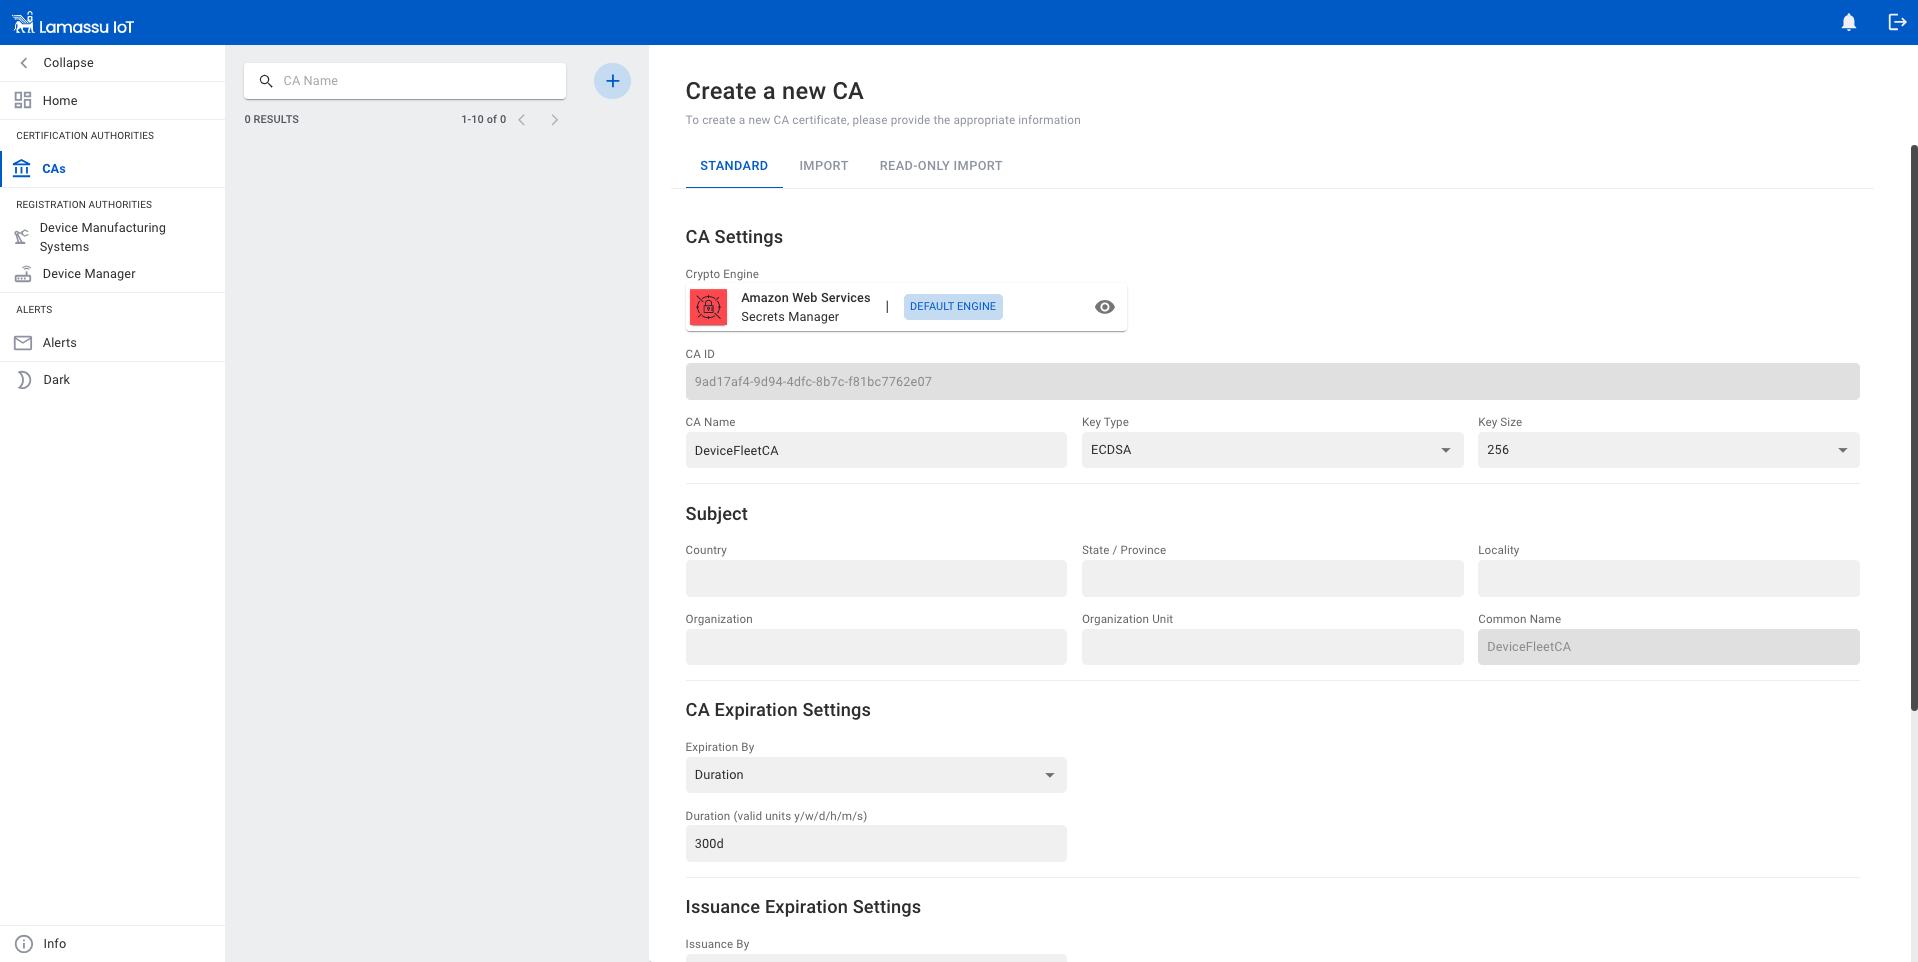 Lamassu IoT
Collapse
Home
CERTIFICATION AUTHORITIES
CAs
REGISTRATION AUTHORITIES
Device Manufacturing
Systems
Device Manager
ALERTS
Alerts
Dark
Info
CA Name
0 RESULTS
1-10 of 0
Create a new CA
To create a new CA certificate, please provide the appropriate information
STANDARD
IMPORT
READ-ONLY IMPORT
CA Settings
Crypto Engine
Amazon Web Services
Secrets Manager
|
DEFAULT ENGINE
CA ID
9ad17af4-9d94-4dfc-8b7c-f81bc7762e07
CA Name
Key Type
Key Size
DeviceFleetCA
ECDSA
256
Subject
Country
State / Province
Locality
Organization
Organization Unit
Common Name
DeviceFleetCA
CA Expiration Settings
Expiration By
Duration
Duration (valid units y/w/d/h/m/s)
300d
Issuance Expiration Settings
Issuance By